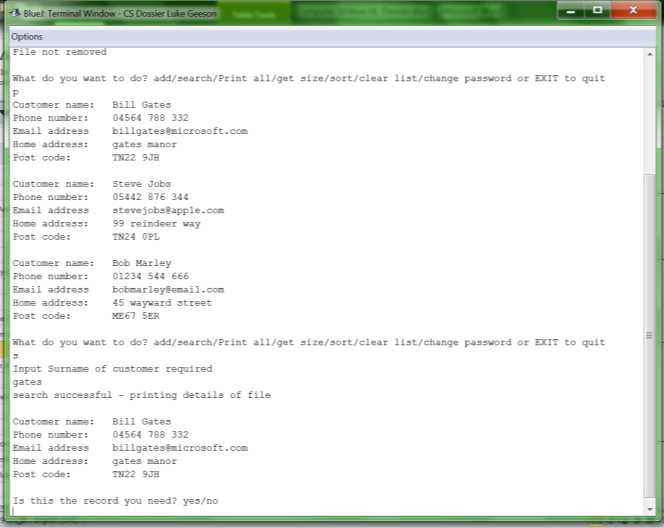 BlueJ: Terminal Window - CS Dossier Luke Geeson
Options
File not removed
What do you want to do? add/search/Print all/get size/sort/clear list/change password or EXIT to quit
p
Customer name: Bill Gates
Phone number: 04564 788 332
Email address billgates@microsoft.com
Home address: gates manor
Post code: TN22 9JH
Customer name: Steve Jobs
Phone number: 05442 876 344
Email address stevejobs@apple.com
Home address: 99 reindeer way
Post code: TN24 0PL
Customer name: Bob Marley
Phone number: 01234 544 666
Email address bobmarley@email.com
Home address: 45 wayward street
Post code: ME67 5ER
What do you want to do? add/search/Print all/get size/sort/clear list/change password or EXIT to quit
s
Input Surname of customer required
gates
search successful - printing details of file
Customer name: Bill Gates
Phone number: 04564 788 332
Email address billgates@microsoft.com
Home address: gates manor
Post code: TN22 9JH
Is this the record you need? yes/no